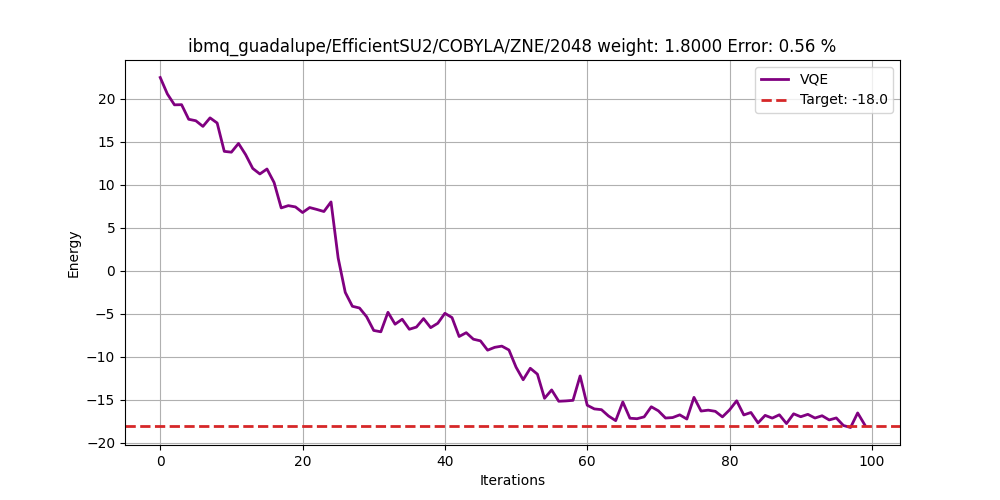 ibmq_guadalupe/EfficientSU2/COBYLA/ZNE/2048 weight: 1.8000 Error: 0.56 %
VQE
Target: -18.0
20
15
10
5
0
−5
−10
−15
−20
Energy
0 20 40 60 80 100
Iterations